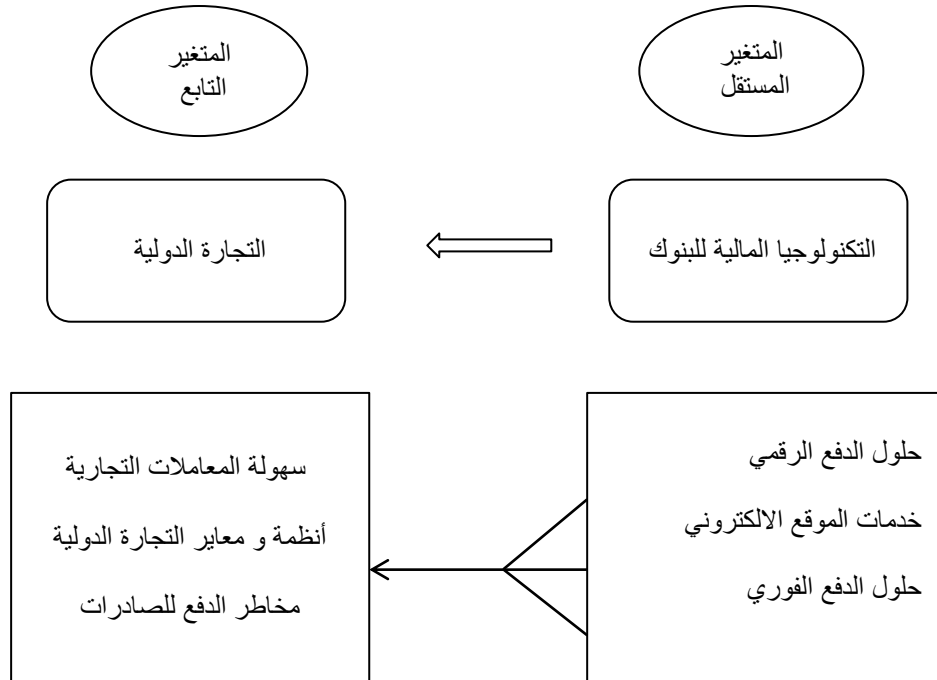 المتغير
المستقل
المتغير
التابع
التكنولوجيا المالية للبنوك
التجارة الدولية
حلول الدفع الرقمي
خدمات الموقع الالكتروني
حلول الدفع الفوري
سهولة المعاملات التجارية
أنظمة و معاير التجارة الدولية
مخاطر الدفع للصادرات